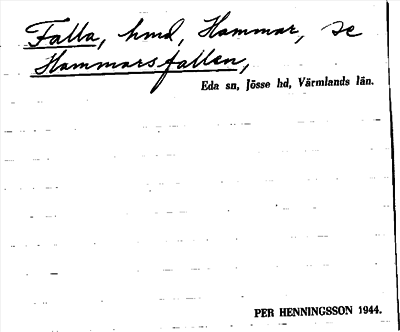 Falla, hmd, Hammar, se
Hammarsfallen,
Eda sn, Jösse hd, Värmlands län.
PER HENNINGSSON 1944.